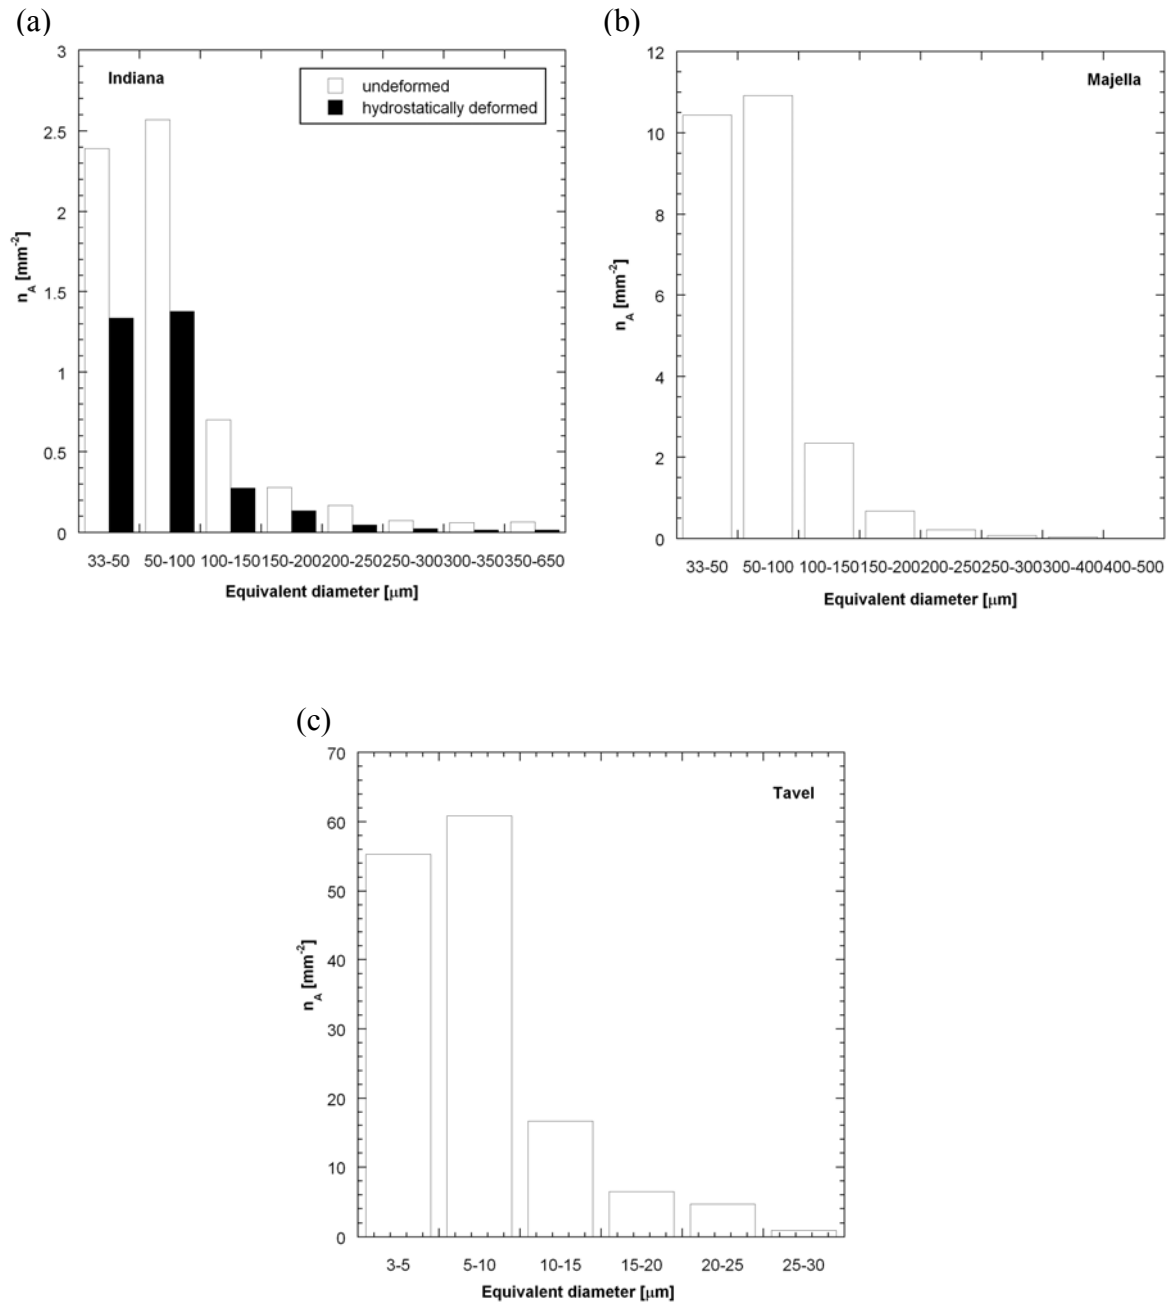 (a)
Indiana
undeformed
hydrostatically deformed
3
2.5
2
1.5
1
0.5
0
n_A [mm^-2]
33-50 50-100 100-150 150-200 200-250 250-300 300-350 350-650
Equivalent diameter [μm]
(b)
Majella
12
10
8
6
4
2
0
n_A [mm^-2]
33-50 50-100 100-150 150-200 200-250 250-300 300-400 400-500
Equivalent diameter [μm]
(c)
Tavel
70
60
50
40
30
20
10
0
n_A [mm^-2]
3-5 5-10 10-15 15-20 20-25 25-30
Equivalent diameter [μm]